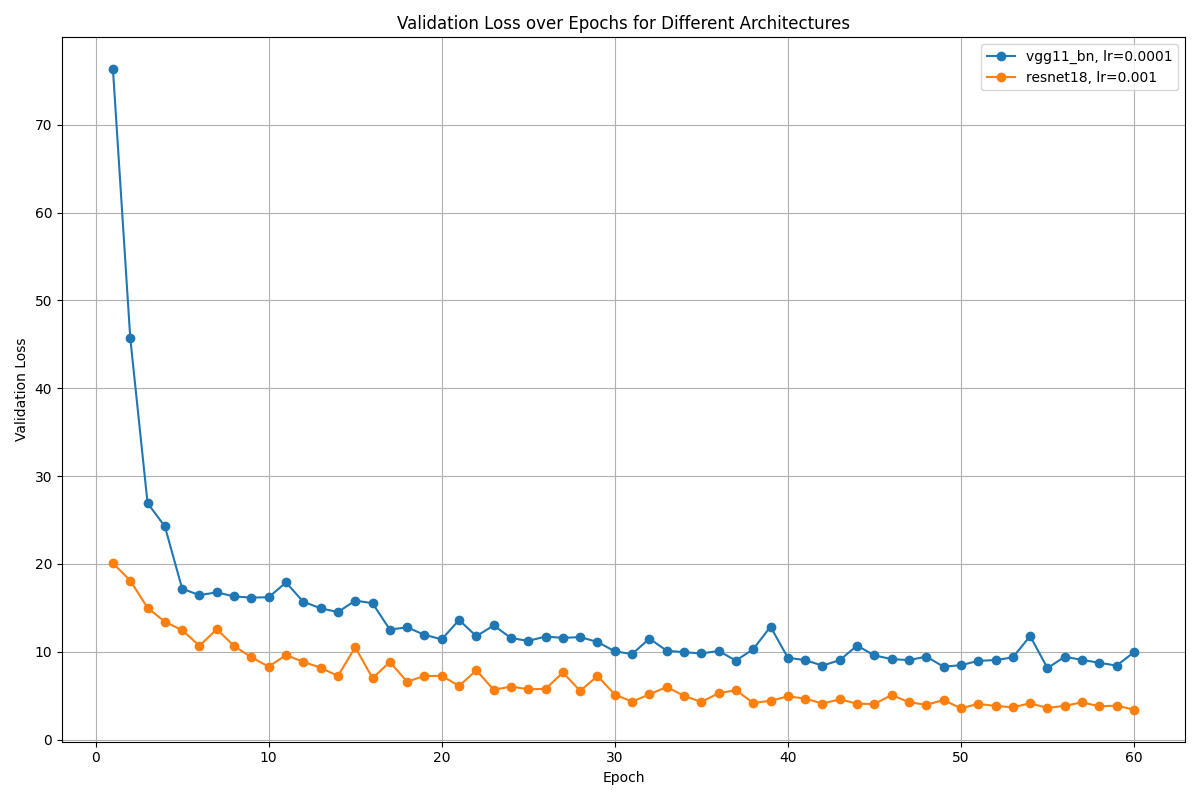 Validation Loss over Epochs for Different Architectures
vgg11_bn, lr=0.0001
resnet18, lr=0.001
Validation Loss
70
60
50
40
30
20
10
0
0 10 20 30 40 50 60
Epoch